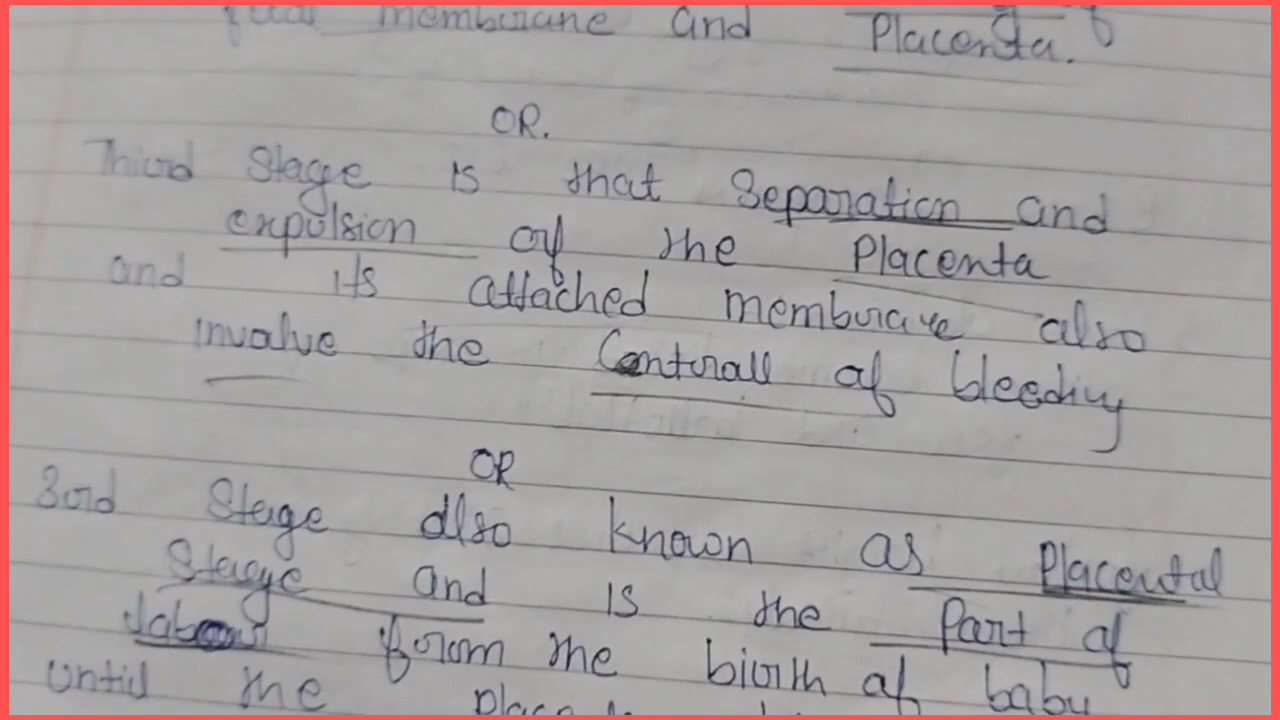 membrane and Placenta.
OR.
Third Stage is that Separation and
expulsion of the Placenta
and its attached membrane also
involve the Controall of bleeding
OR
3rd Stage also known as Placental
Stage and is the Part of
labour from the birth of baby
until the